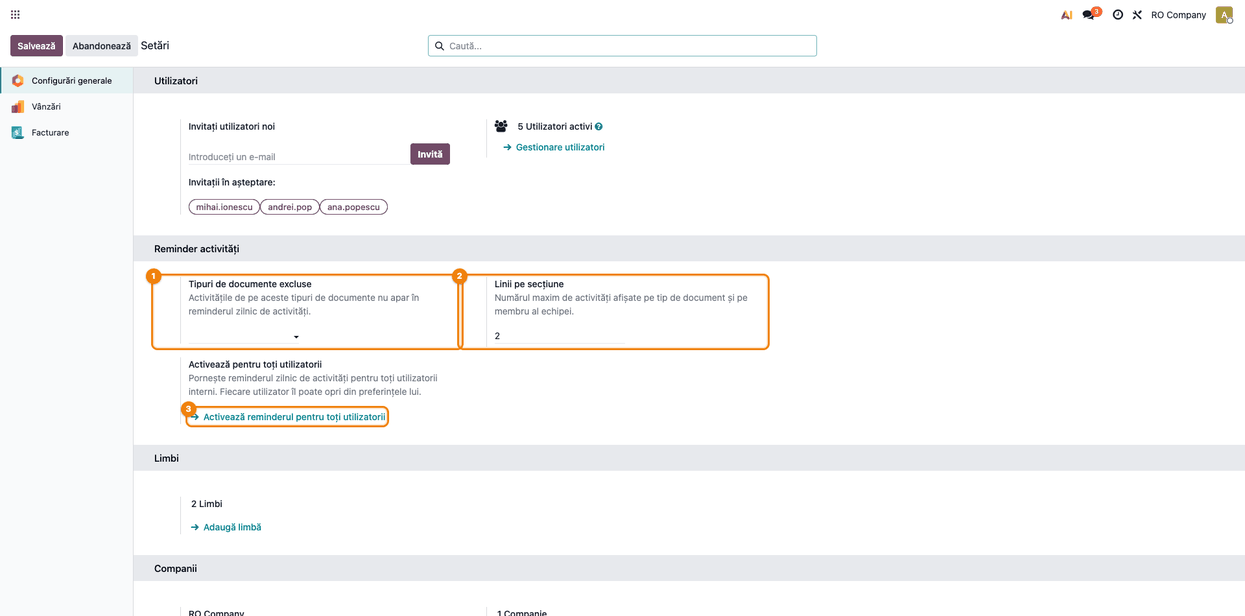 AI
3
RO Company
A
Salvează
Abandonează
Setări
Caută...
Configurări generale
Vânzări
Facturare
Utilizatori
Invitați utilizatori noi
Introduceți un e-mail
Invită
Invitații în așteptare:
mihai.ionescu
andrei.pop
ana.popescu
5 Utilizatori activi ?
Gestionare utilizatori
Reminder activități
1
Tipuri de documente excluse
Activitățile de pe aceste tipuri de documente nu apar în
reminderul zilnic de activități.
2
Linii pe secțiune
Numărul maxim de activități afișate pe tip de document și pe
membru al echipei.
2
Activează pentru toți utilizatorii
Pornește reminderul zilnic de activități pentru toți utilizatorii
interni. Fiecare utilizator îl poate opri din preferințele lui.
3
Activează reminderul pentru toți utilizatorii
Limbi
2 Limbi
Adaugă limbă
Companii
RO Company
1 Companie